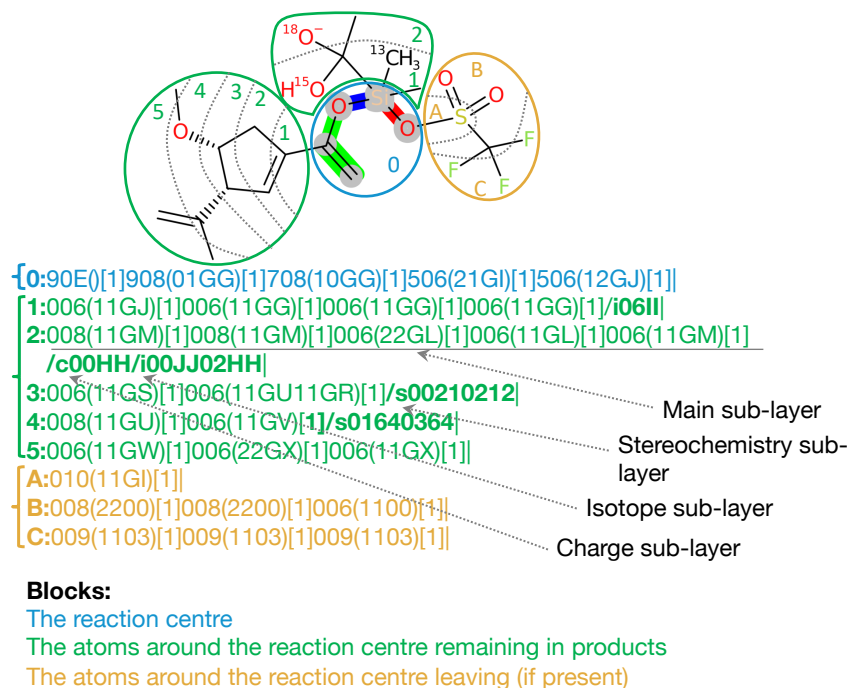 18O−
2
13CH3
H15O
1
O
Si
O
O
B
A
S
O
F
F
F
C
5
4
3
2
1
O
0
0:90E()[1]908(01GG)[1]708(10GG)[1]506(21GI)[1]506(12GJ)[1]|
1:006(11GJ)[1]006(11GG)[1]006(11GG)[1]006(11GG)[1]/i06II|
2:008(11GM)[1]008(11GM)[1]006(22GL)[1]006(11GL)[1]006(11GM)[1]
/c00HH/i00JJ02HH|
3:006(11GS)[1]006(11GU11GR)[1]/s00210212|
4:008(11GU)[1]006(11GV)[1]/s01640364|
5:006(11GW)[1]006(22GX)[1]006(11GX)[1]|
A:010(11GI)[1]|
B:008(2200)[1]008(2200)[1]006(1100)[1]|
C:009(1103)[1]009(1103)[1]009(1103)[1]|
Main sub-layer
Stereochemistry sub-
layer
Isotope sub-layer
Charge sub-layer
Blocks:
The reaction centre
The atoms around the reaction centre remaining in products
The atoms around the reaction centre leaving (if present)